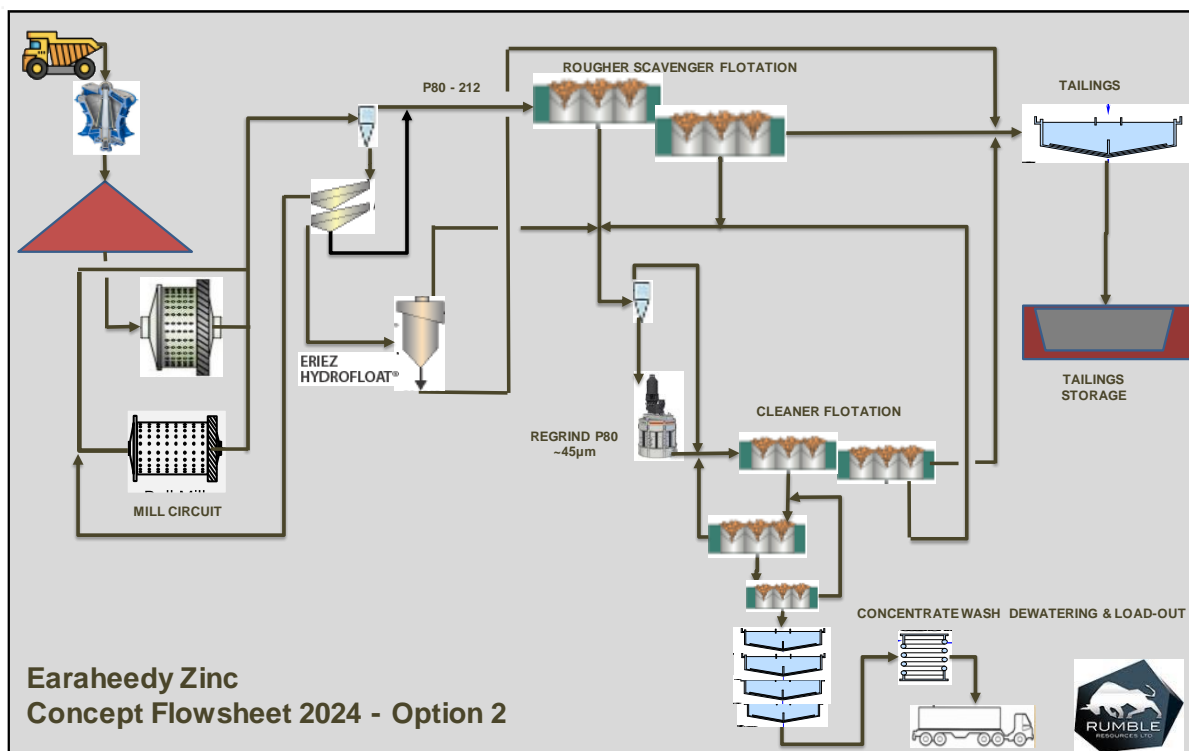 ROUGHER SCAVENGER FLOTATION
P80 - 212
TAILINGS
ERIEZ
HYDROFLOAT®
TAILINGS
STORAGE
CLEANER FLOTATION
REGRIND P80
~45µm
MILL CIRCUIT
CONCENTRATE WASH DEWATERING & LOAD-OUT
Earaheedy Zinc
Concept Flowsheet 2024 - Option 2
RUMBLE
RESOURCES LTD